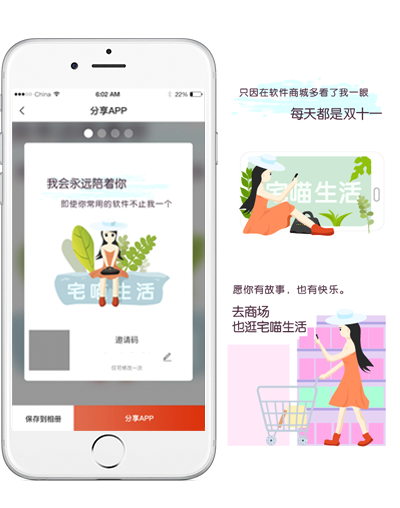 China
6:02 AM
22%
分享APP
我会永远陪着你
即使你常用的软件不止我一个
宅喵生活
邀请码
仅可修改一次
保存到相册
分享APP
只因在软件商城多看了我一眼
每天都是双十一
宅喵生活
愿你有故事，也有快乐。
去商场
也逛宅喵生活